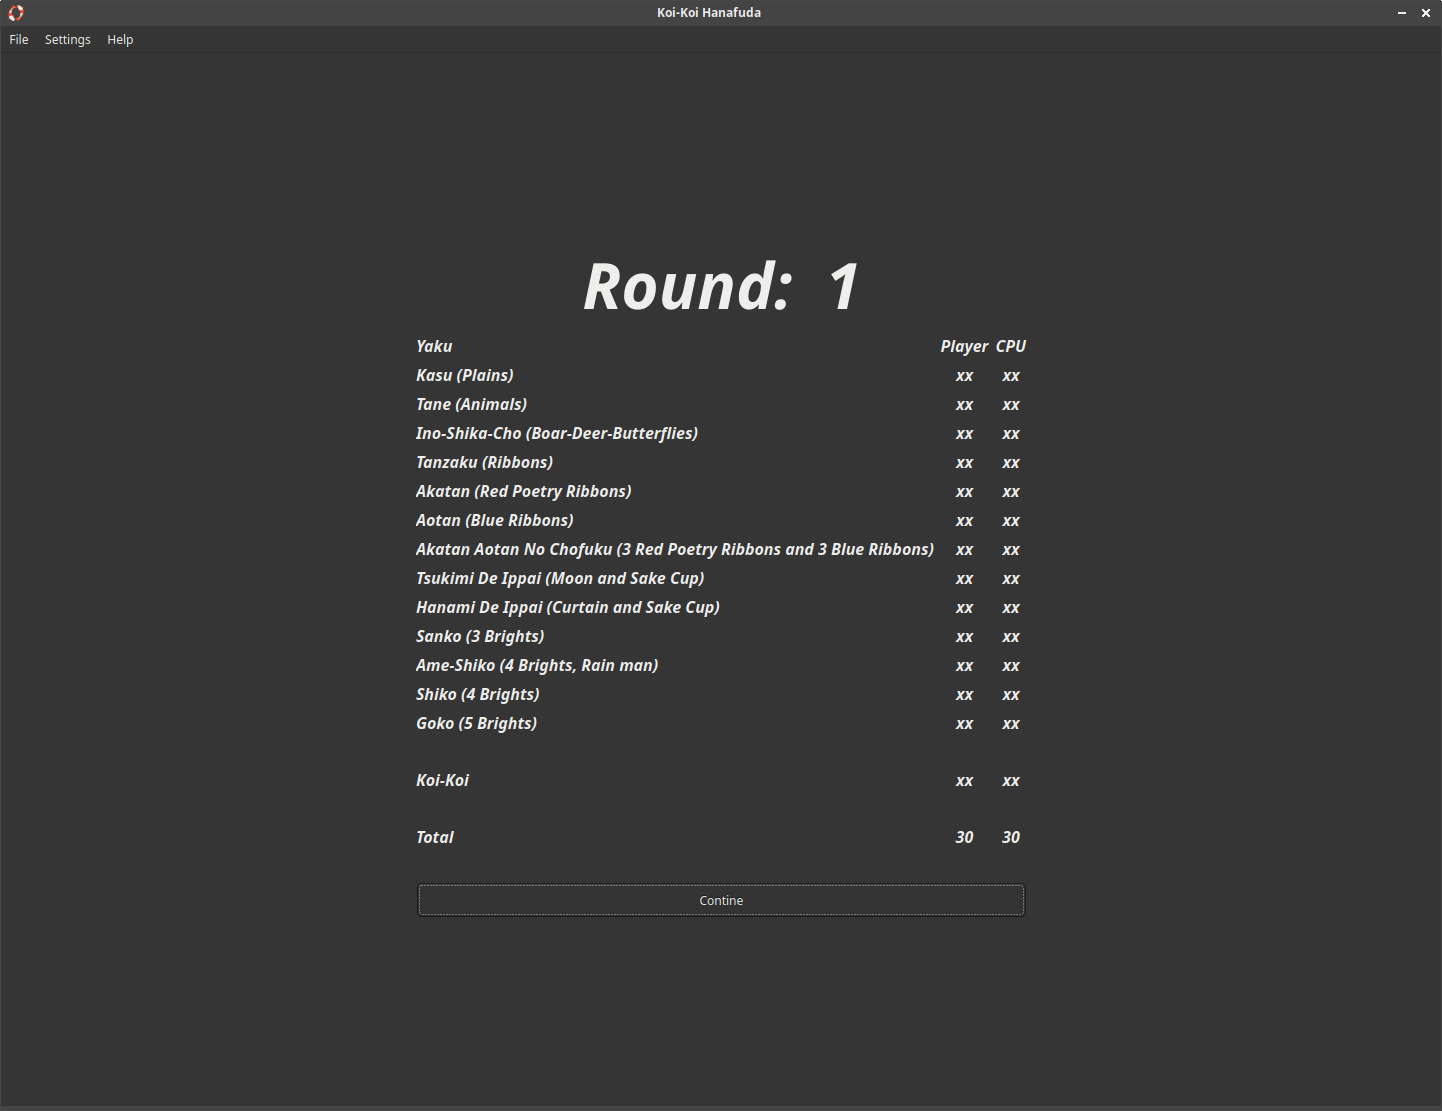 Koi-Koi Hanafuda
File Settings Help
Round: 1
Yaku Player CPU
Kasu (Plains) xx xx
Tane (Animals) xx xx
Ino-Shika-Cho (Boar-Deer-Butterflies) xx xx
Tanzaku (Ribbons) xx xx
Akatan (Red Poetry Ribbons) xx xx
Aotan (Blue Ribbons) xx xx
Akatan Aotan No Chofuku (3 Red Poetry Ribbons and 3 Blue Ribbons) xx xx
Tsukimi De Ippai (Moon and Sake Cup) xx xx
Hanami De Ippai (Curtain and Sake Cup) xx xx
Sanko (3 Brights) xx xx
Ame-Shiko (4 Brights, Rain man) xx xx
Shiko (4 Brights) xx xx
Goko (5 Brights) xx xx
Koi-Koi xx xx
Total 30 30
Contine